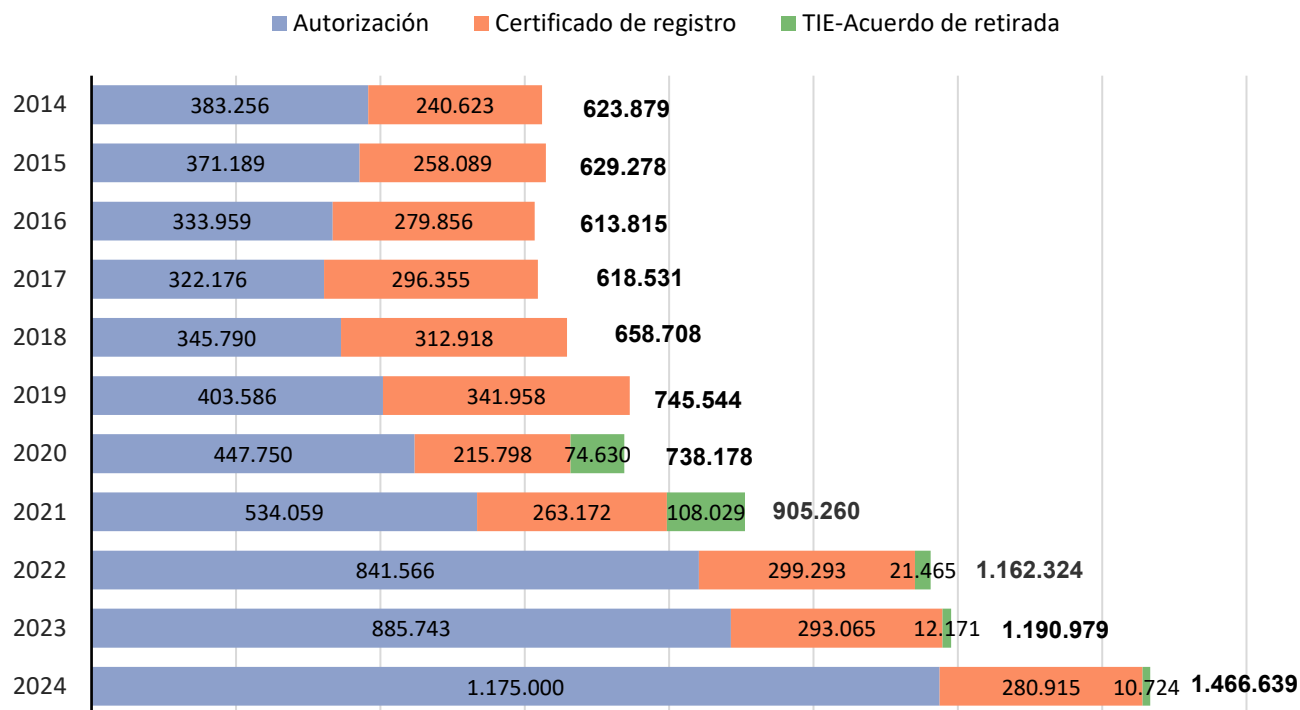 Autorización Certificado de registro TIE-Acuerdo de retirada
2014 383.256 240.623 623.879
2015 371.189 258.089 629.278
2016 333.959 279.856 613.815
2017 322.176 296.355 618.531
2018 345.790 312.918 658.708
2019 403.586 341.958 745.544
2020 447.750 215.798 74.630 738.178
2021 534.059 263.172 108.029 905.260
2022 841.566 299.293 21.465 1.162.324
2023 885.743 293.065 12.171 1.190.979
2024 1.175.000 280.915 10.724 1.466.639